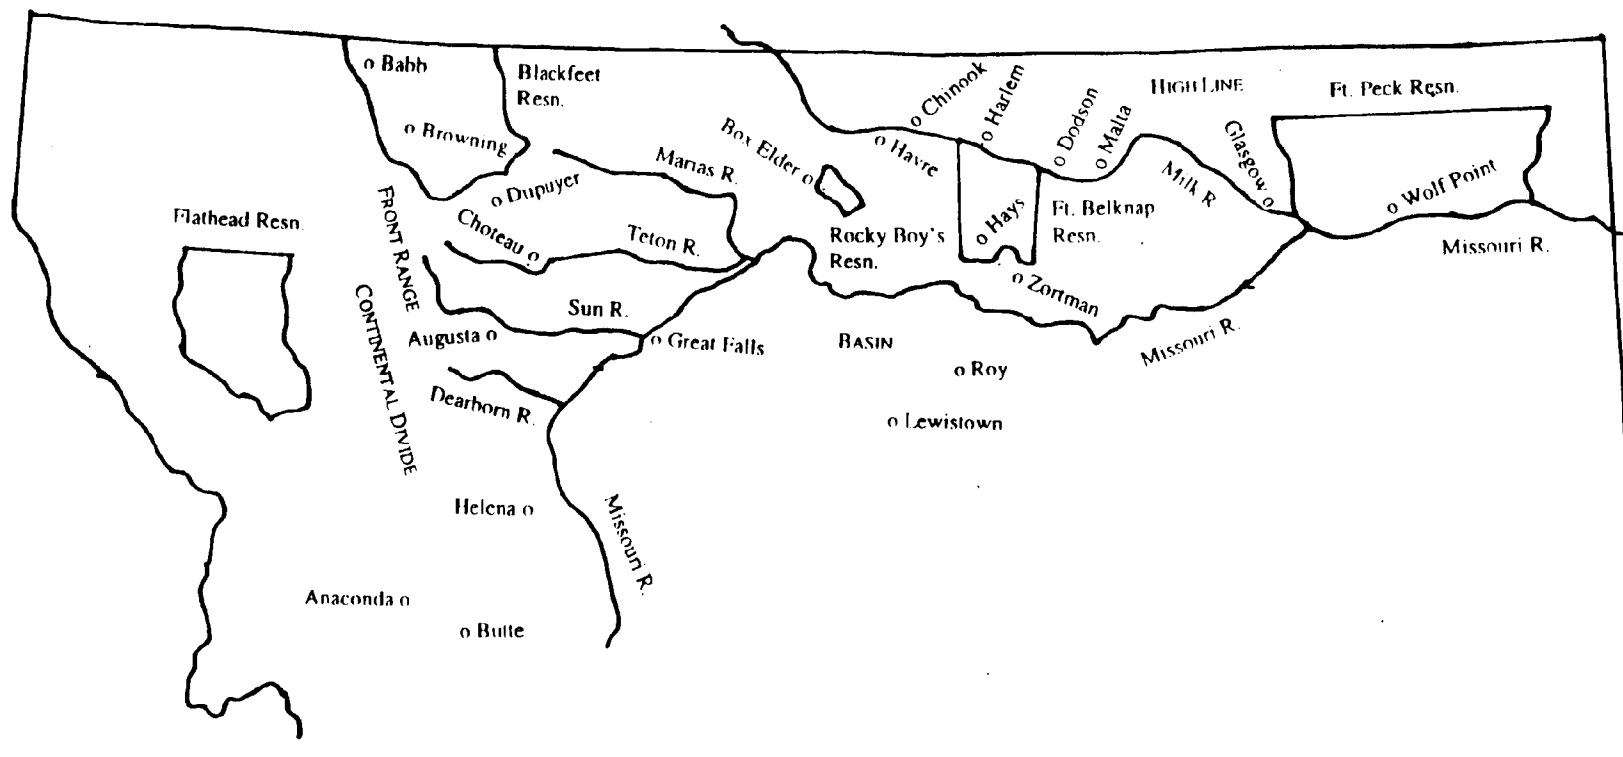 Babb
Blackfeet
Resn.
Browning
Dupuyer
Marias R.
Box Elder
Havre
Chinook
Harlem
Dodson
Malta
HIGH LINE
Ft. Peck Resn.
Glasgow
Milk R
Wolf Point
Missouri R.
Flathead Resn.
FRONT RANGE
CONTINENTAL DIVIDE
Choteau
Teton R.
Rocky Boy's
Resn.
Hays
Ft. Belknap
Resn.
Zortman
Missouri R.
Sun R.
Augusta
Great Falls
BASIN
Roy
Dearborn R.
Lewistown
Helena
Missouri R.
Anaconda
Butte